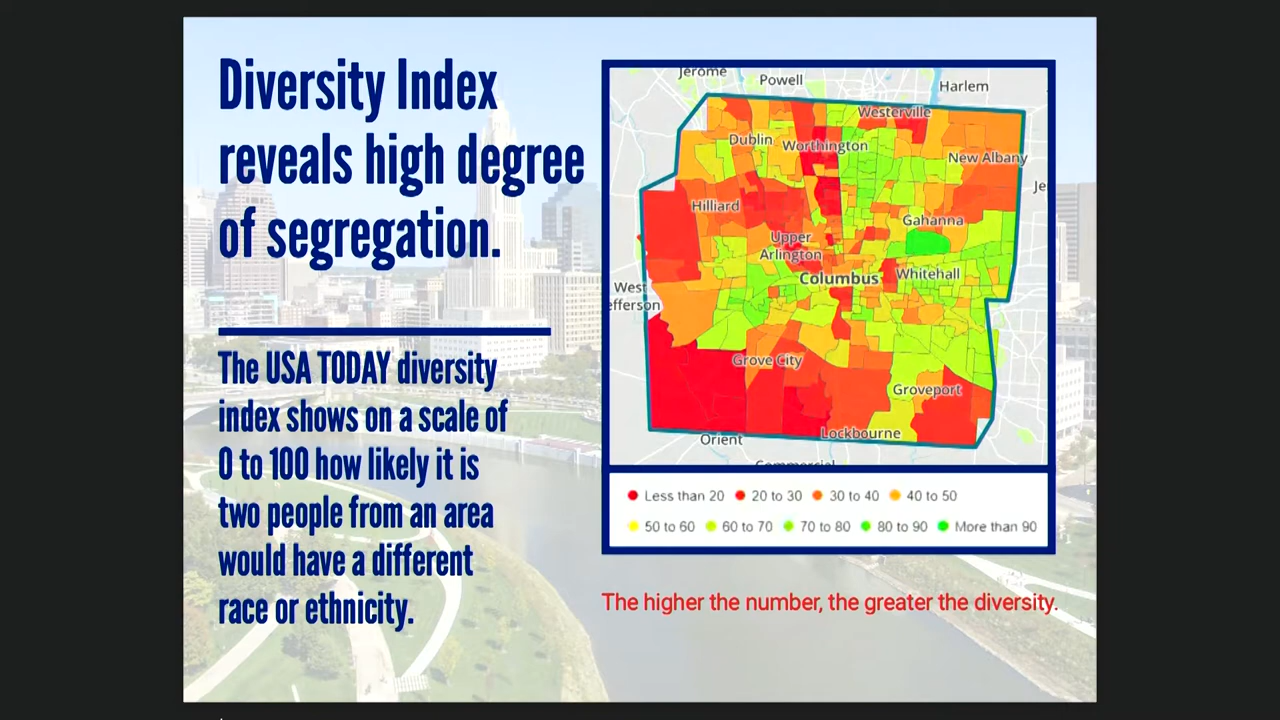 Diversity Index
reveals high degree
of segregation.
The USA TODAY diversity
index shows on a scale of
0 to 100 how likely it is
two people from an area
would have a different
race or ethnicity.
Jerome
Powell
Harlem
Westerville
Dublin
Worthington
New Albany
Je
Hilliard
Gahanna
Upper
Arlington
Columbus
Whitehall
West
efferson
Grove City
Groveport
Orient
Lockbourne
Commercial
Less than 20 20 to 30 30 to 40 40 to 50
50 to 60 60 to 70 70 to 80 80 to 90 More than 90
The higher the number, the greater the diversity.